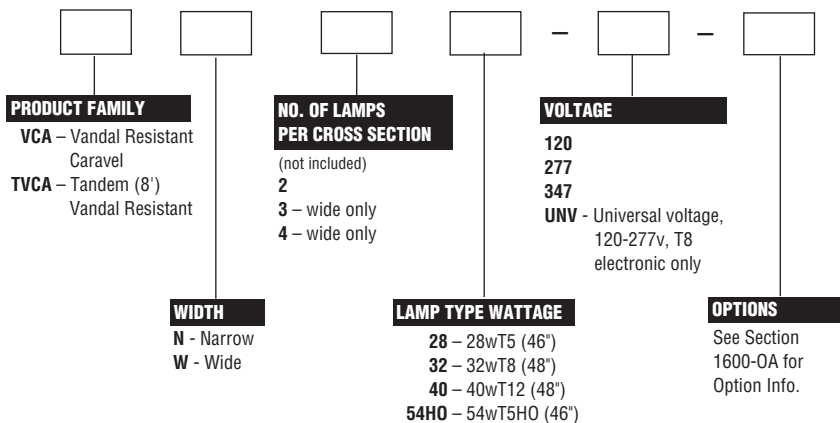 – –
PRODUCT FAMILY
VCA – Vandal Resistant
Caravel
TVCA – Tandem (8')
Vandal Resistant
NO. OF LAMPS
PER CROSS SECTION
(not included)
2
3 – wide only
4 – wide only
VOLTAGE
120
277
347
UNV - Universal voltage,
120-277v, T8
electronic only
WIDTH
N - Narrow
W - Wide
LAMP TYPE WATTAGE
28 – 28wT5 (46")
32 – 32wT8 (48")
40 – 40wT12 (48")
54HO – 54wT5HO (46")
OPTIONS
See Section
1600-OA for
Option Info.